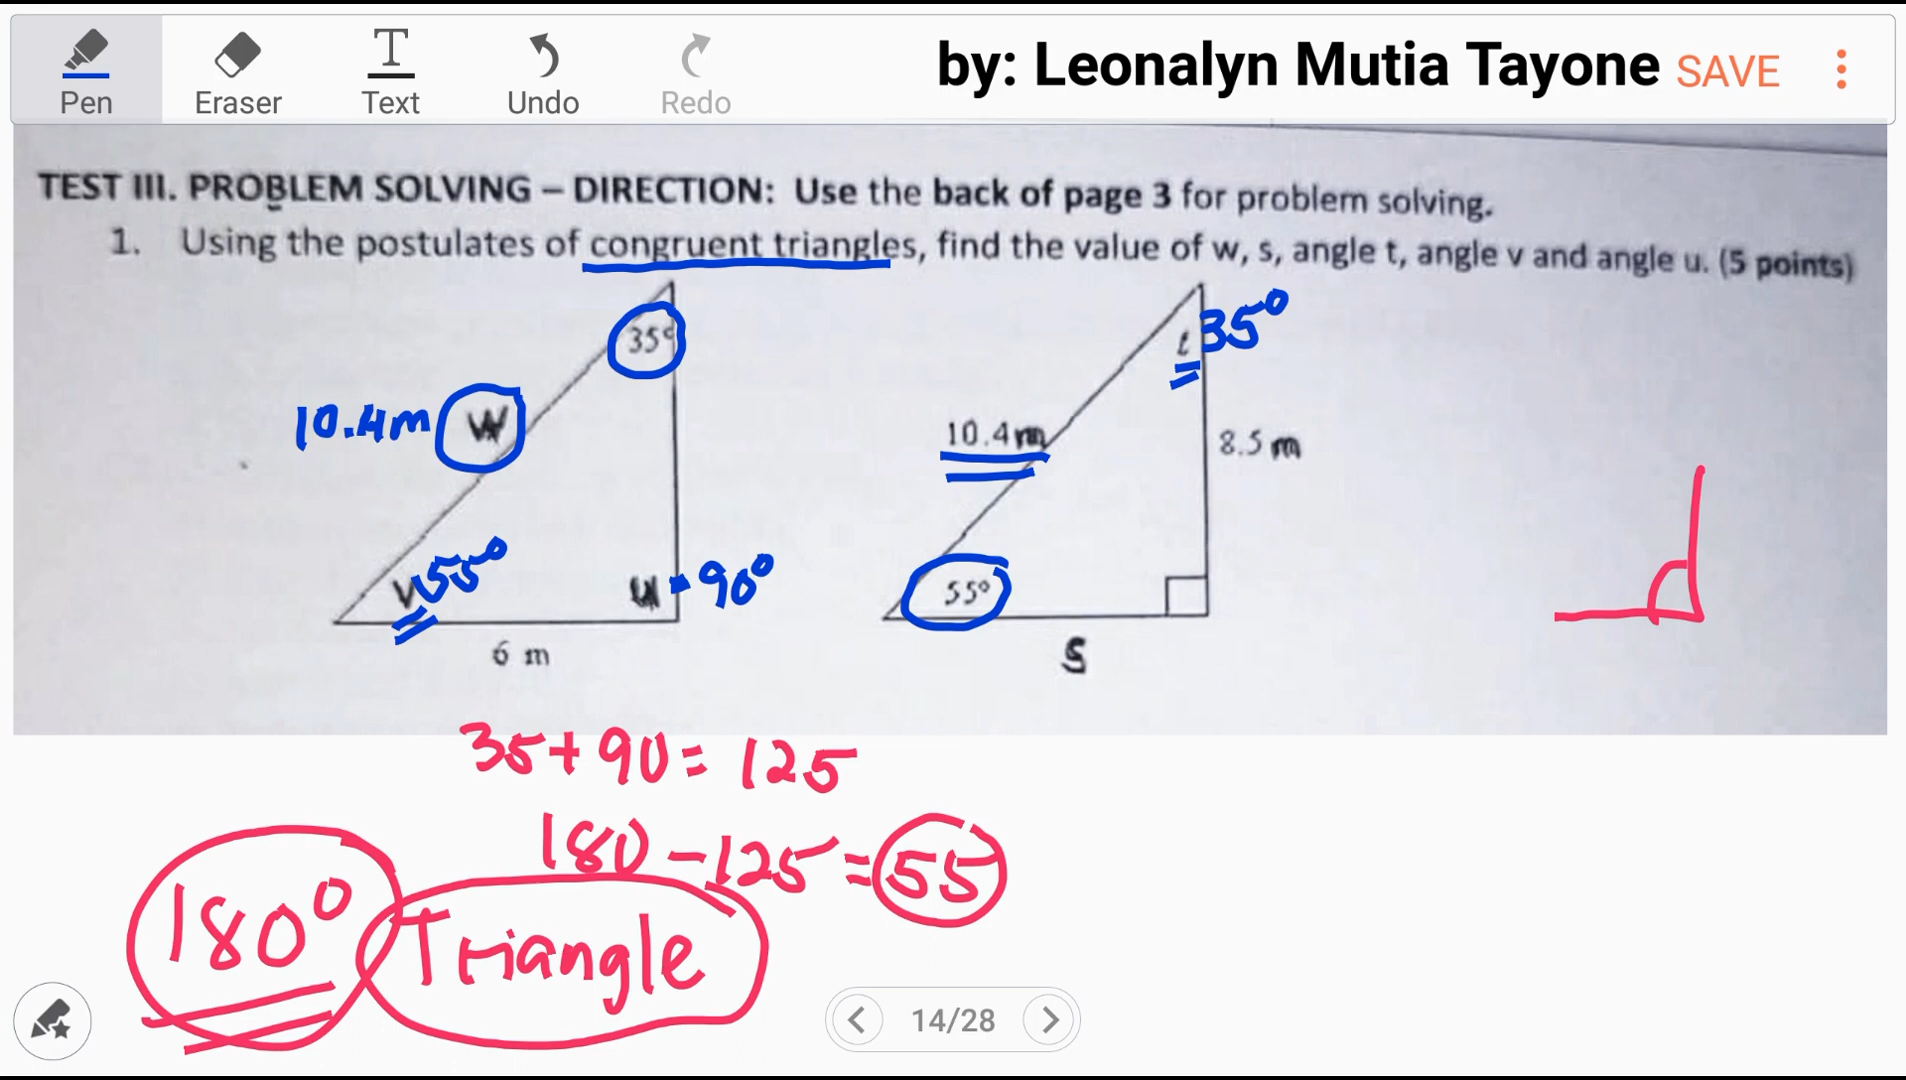 by: Leonalyn Mutia Tayone
SAVE
Pen
Eraser
Text
Undo
Redo
TEST III. PROBLEM SOLVING – DIRECTION: Use the back of page 3 for problem solving.
1. Using the postulates of congruent triangles, find the value of w, s, angle t, angle v and angle u. (5 points)
35°
t 35°
10.4m W
10.4m
8.5 m
V 55°
u = 90°
55°
6 m
S
35+90= 125
180-125=55
180° Triangle
14/28